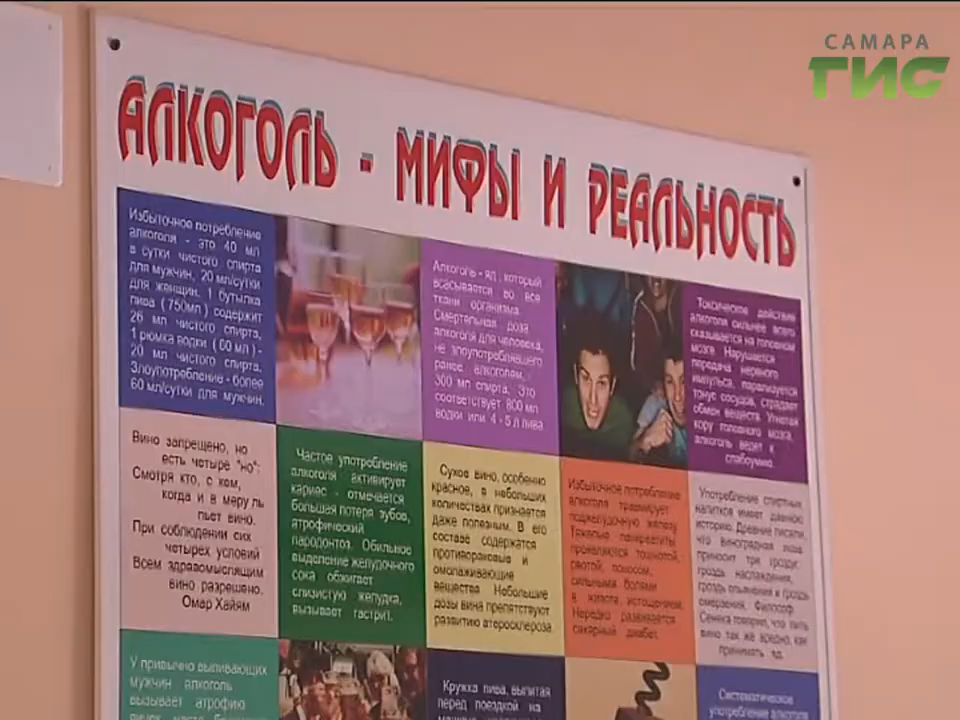 САМАРА
ГИС
АЛКОГОЛЬ - МИФЫ И РЕАЛЬНОСТЬ
Избыточное потребление
алкоголя - это 40 мл
в сутки чистого спирта
для мужчин, 20 мл/сутки
для женщин. 1 бутылка
пива (750мл) содержит
26 мл чистого спирта,
1 рюмка водки (60 мл) -
20 мл чистого спирта.
Злоупотребление - более
60 мл/сутки для мужчин.
Алкоголь - яд, который
всасывается во все
ткани организма.
Смертельная доза
алкоголя для человека,
не злоупотреблявшего
ранее алкоголем, -
300 мл спирта. Это
соответствует 800 мл
водки или 4 - 5 л пива
Токсическое действие
алкоголя сильнее всего
сказывается на головном
мозге. Нарушается
передача нервного
импульса, парализуется
тонус сосудов, страдает
обмен веществ. Угнетая
кору головного мозга,
алкоголь ведет к
слабоумию.
Вино запрещено, но
есть четыре "но":
Смотря кто, с кем,
когда и в меру ль
пьет вино.
При соблюдении сих
четырех условий
Всем здравомыслящим
вино разрешено.
Омар Хайям
Частое употребление
алкоголя активирует
кариес - отмечается
большая потеря зубов,
атрофический
пародонтоз. Обильное
выделение желудочного
сока обжигает
слизистую желудка,
вызывает гастрит.
Сухое вино, особенно
красное, в небольших
количествах признается
даже полезным. В его
составе содержатся
противораковые и
омолаживающие
вещества Небольшие
дозы вина препятствуют
развитию атеросклероза
Избыточное потребление
алкоголя травмирует
поджелудочную железу
Тяжелые панкреатиты
проявляются тошнотой,
рвотой, поносом,
сильными болями
в животе, истощением.
Нередко развивается
сахарный диабет.
Употребление спиртных
напитков имеет давнюю
историю. Древние писали,
что виноградная лоза
приносит три грозди:
гроздь наслаждения,
гроздь опьянения и гроздь
омерзения. Философ
Сенека говорил, что пить
вино так же вредно, как
принимать яд.
У привычно выпивающих
мужчин алкоголь
вызывает атрофию
Кружка пива, выпитая
перед поездкой на
Систематическое
употребление алкоголя